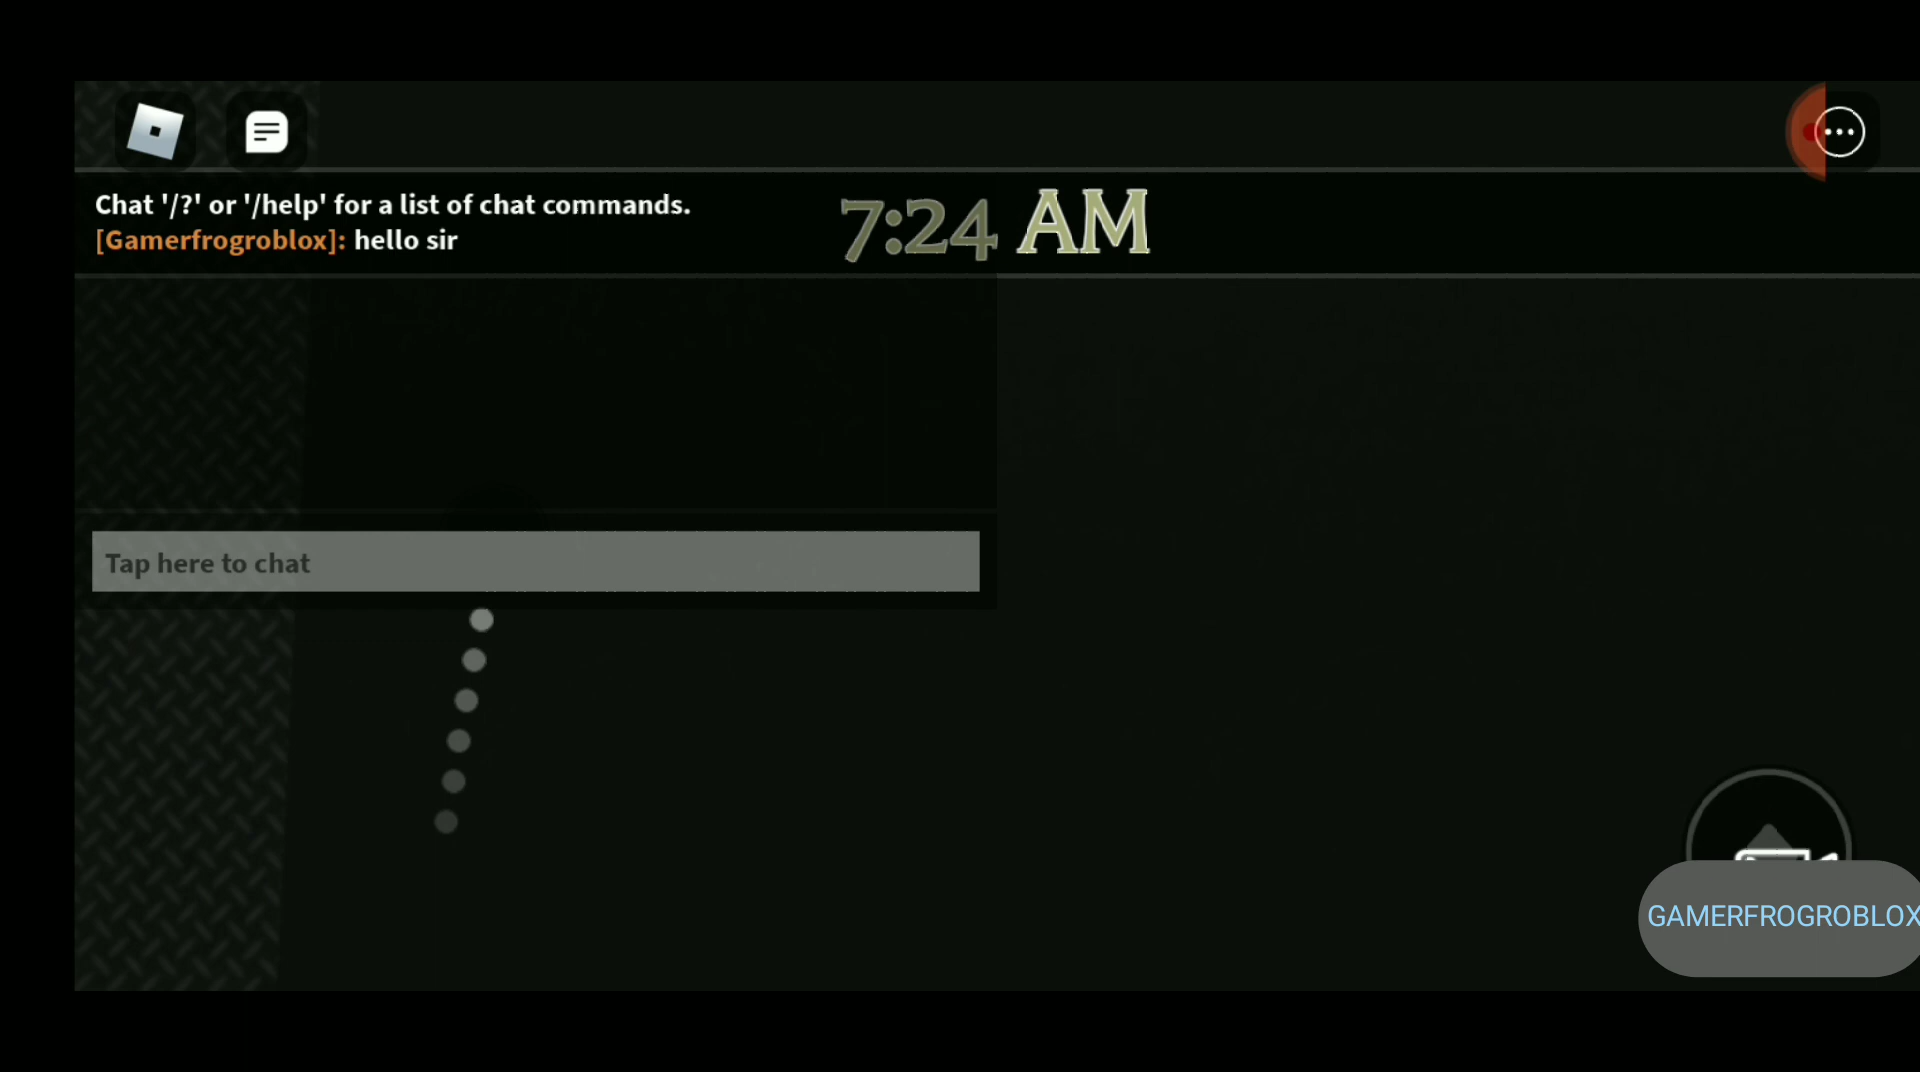 Chat '/?' or '/help' for a list of chat commands.
[Gamerfrogroblox]: hello sir
7:24 AM
Tap here to chat
GAMERFROGROBLOX